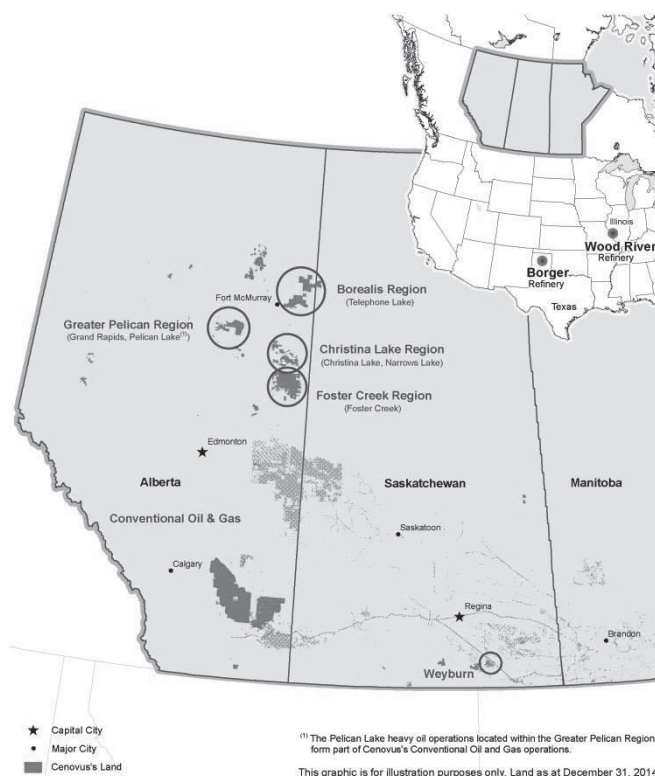 Illinois
Wood River
Refinery
Borger
Refinery
Texas
Borealis Region
(Telephone Lake)
Fort McMurray
Greater Pelican Region
(Grand Rapids, Pelican Lake(1))
Christina Lake Region
(Christina Lake, Narrows Lake)
Foster Creek Region
(Foster Creek)
Edmonton
Alberta
Saskatchewan
Manitoba
Conventional Oil & Gas
Saskatoon
Calgary
Regina
Brandon
Weyburn
Capital City
Major City
Cenovus's Land
(1) The Pelican Lake heavy oil operations located within the Greater Pelican Region
form part of Cenovus's Conventional Oil and Gas operations.
This graphic is for illustration purposes only. Land as at December 31, 2014